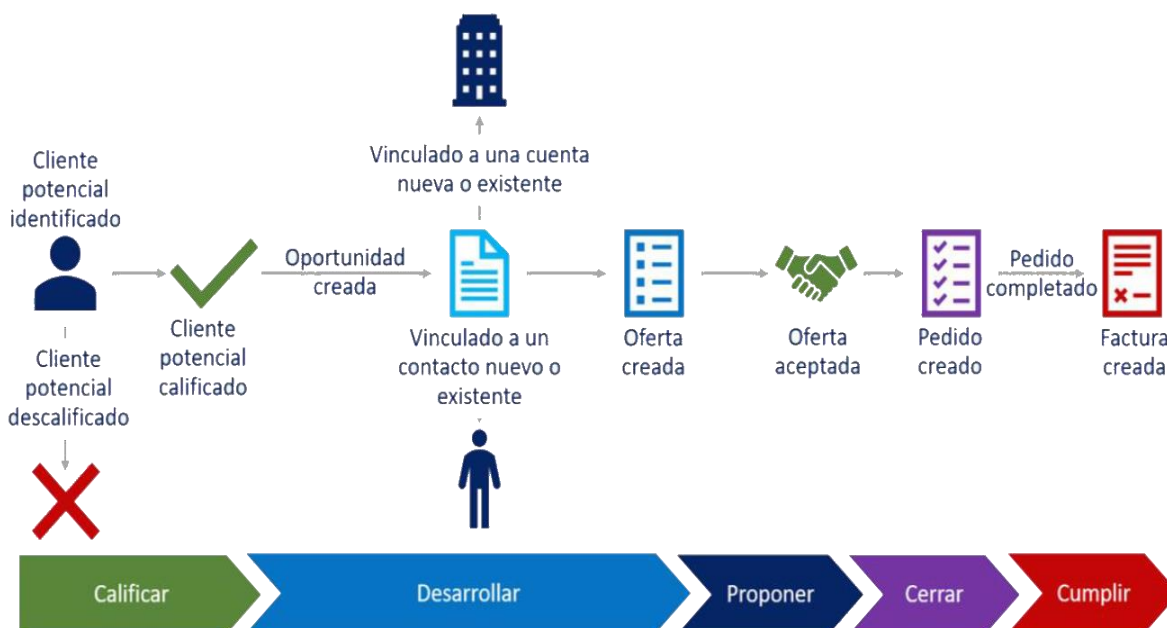 Cliente
potencial
identificado
Cliente
potencial
descalificado
Cliente
potencial
calificado
Oportunidad
creada
Vinculado a una cuenta
nueva o existente
Vinculado a un
contacto nuevo o
existente
Oferta
creada
Oferta
aceptada
Pedido
creado
Pedido
completado
Factura
creada
Calificar
Desarrollar
Proponer
Cerrar
Cumplir